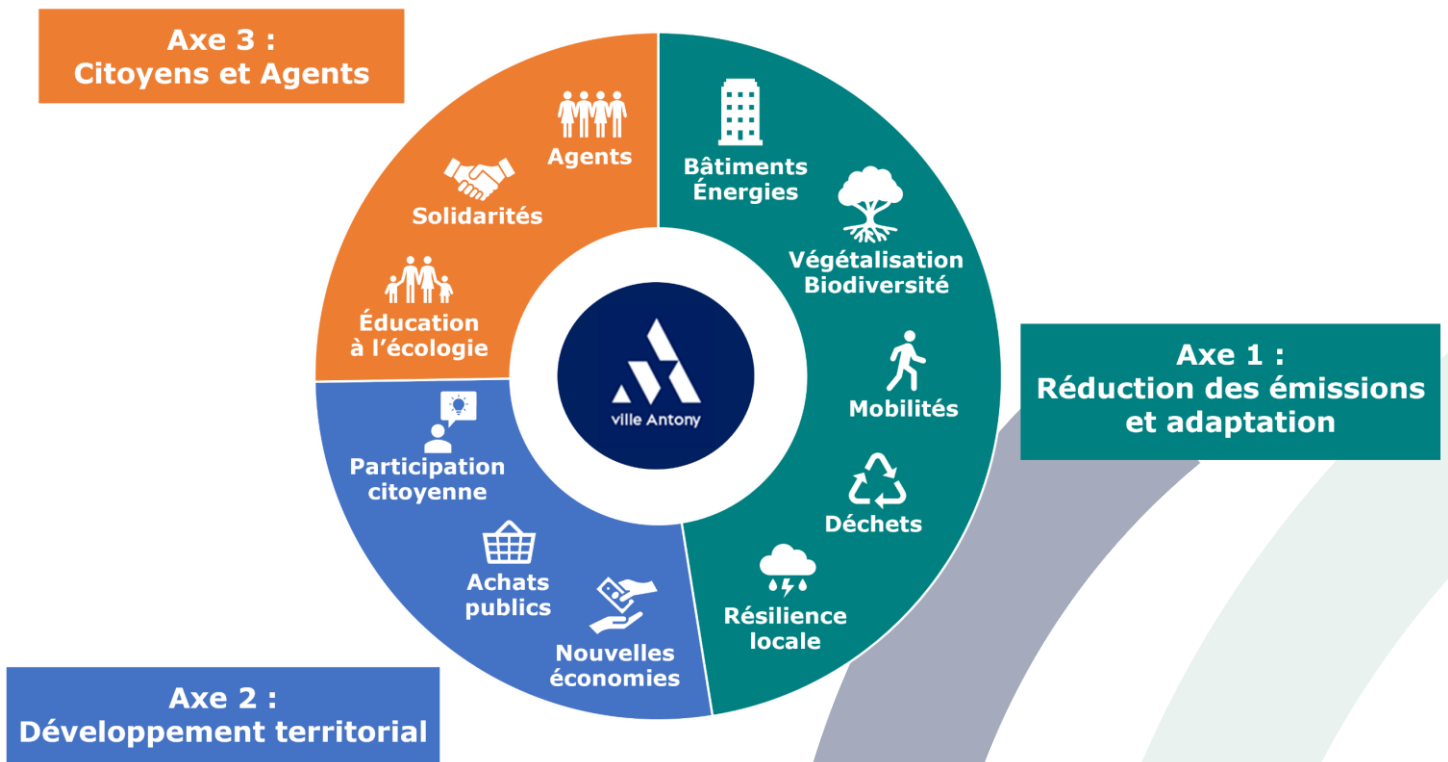 Axe 3 :
Citoyens et Agents
Agents
Solidarités
Éducation
à l'écologie
Bâtiments
Énergies
Végétalisation
Biodiversité
Mobilités
Déchets
Résilience
locale
Axe 1 :
Réduction des émissions
et adaptation
ville Antony
Participation
citoyenne
Achats
publics
Nouvelles
économies
Axe 2 :
Développement territorial